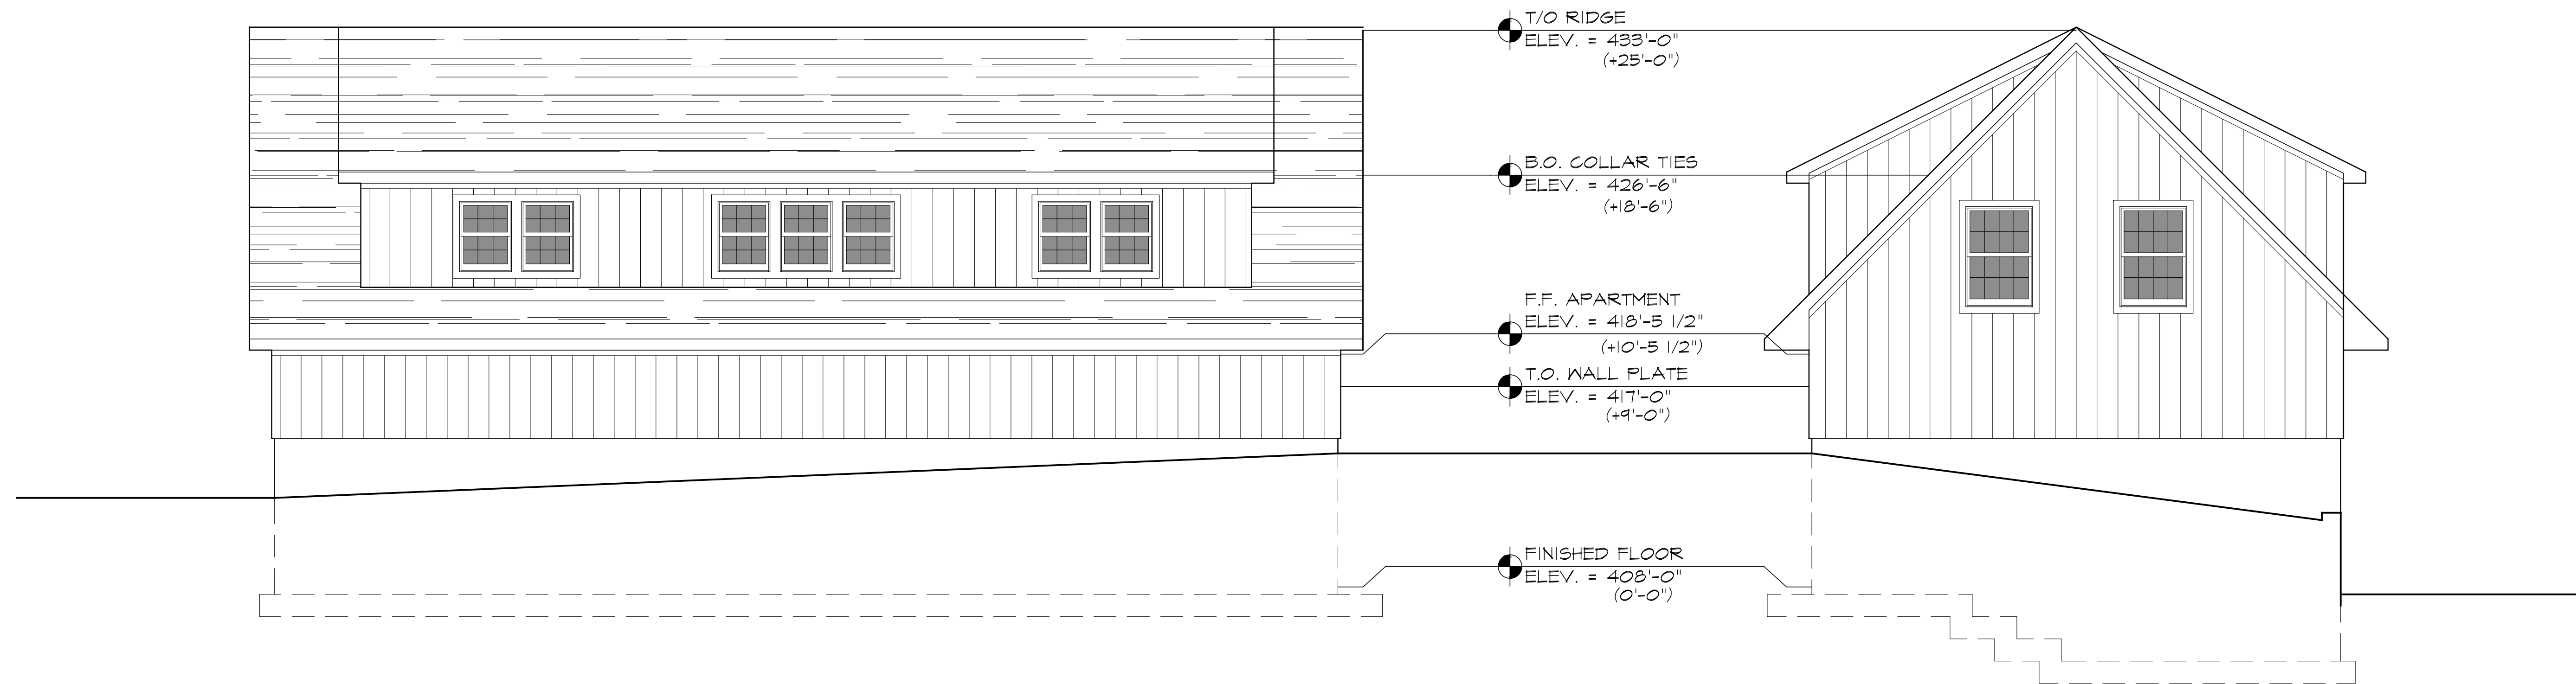 T/O RIDGE
ELEV. = 433'-0"
(+25'-0")
B.O. COLLAR TIES
ELEV. = 426'-6"
(+18'-6")
F.F. APARTMENT
ELEV. = 418'-5 1/2"
(+10'-5 1/2")
T.O. WALL PLATE
ELEV. = 417'-0"
(+9'-0")
FINISHED FLOOR
ELEV. = 408'-0"
(0'-0")